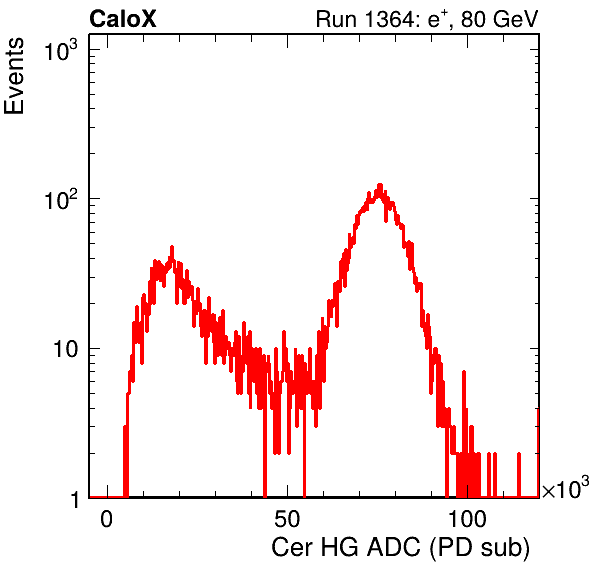 CaloX
Run 1364: e⁺, 80 GeV
Events
10³
10²
10
1
0
50
100
×10³
Cer HG ADC (PD sub)